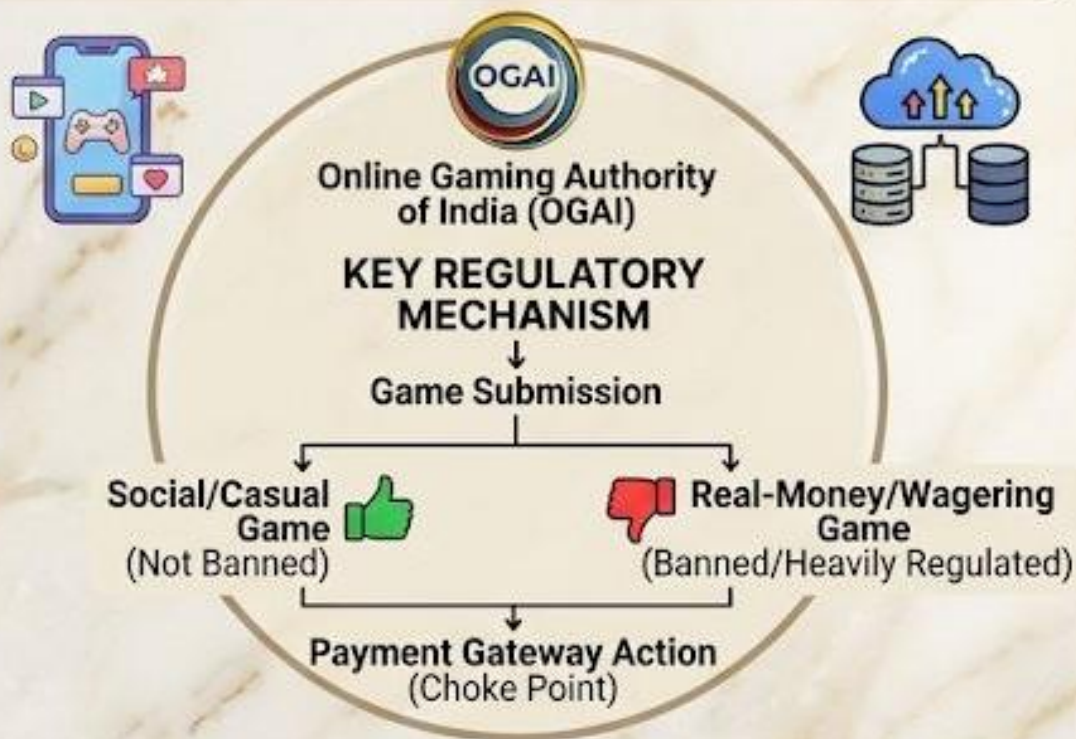 OGAI
Online Gaming Authority
of India (OGAI)
KEY REGULATORY
MECHANISM
Game Submission
Social/Casual
Game
(Not Banned)
Real-Money/Wagering
Game
(Banned/Heavily Regulated)
Payment Gateway Action
(Choke Point)